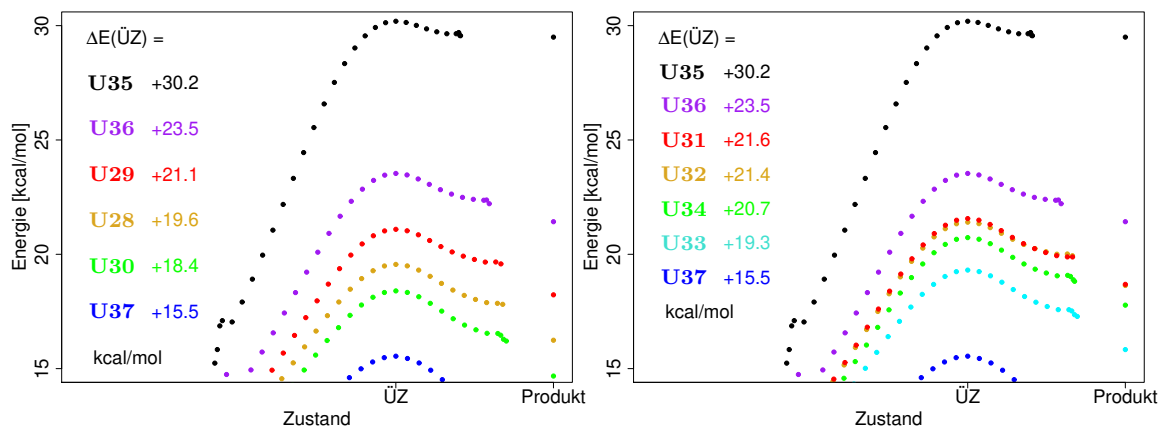 30
25
20
15
Energie [kcal/mol]
ΔE(ÜZ) =
U35 +30.2
U36 +23.5
U29 +21.1
U28 +19.6
U30 +18.4
U37 +15.5
kcal/mol
ÜZ
Produkt
Zustand
30
25
20
15
Energie [kcal/mol]
ΔE(ÜZ) =
U35 +30.2
U36 +23.5
U31 +21.6
U32 +21.4
U34 +20.7
U33 +19.3
U37 +15.5
kcal/mol
ÜZ
Produkt
Zustand